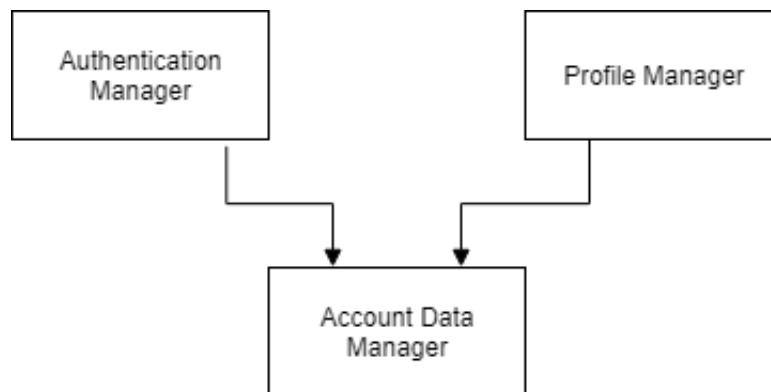 Authentication
Manager
Profile Manager
Account Data
Manager